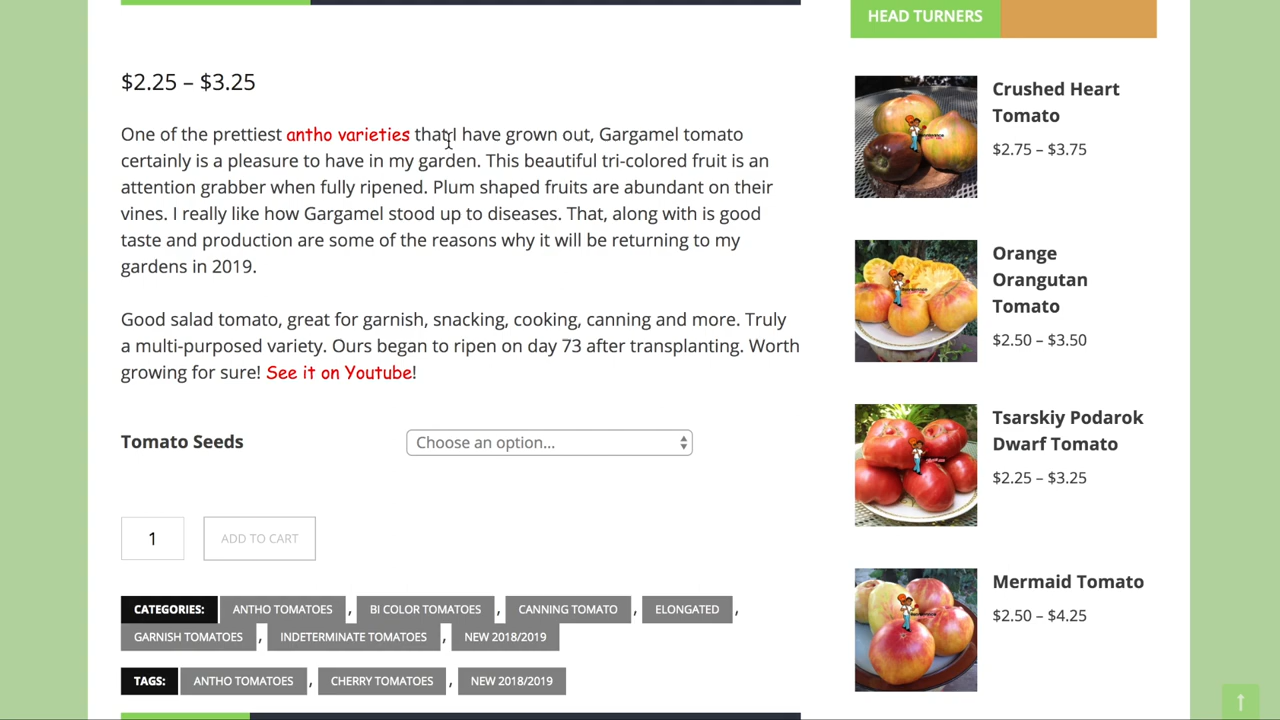 HEAD TURNERS
$2.25 – $3.25
One of the prettiest antho varieties that I have grown out, Gargamel tomato
certainly is a pleasure to have in my garden. This beautiful tri-colored fruit is an
attention grabber when fully ripened. Plum shaped fruits are abundant on their
vines. I really like how Gargamel stood up to diseases. That, along with is good
taste and production are some of the reasons why it will be returning to my
gardens in 2019.
Good salad tomato, great for garnish, snacking, cooking, canning and more. Truly
a multi-purposed variety. Ours began to ripen on day 73 after transplanting. Worth
growing for sure! See it on Youtube!
Tomato Seeds
Choose an option...
1
ADD TO CART
CATEGORIES: ANTHO TOMATOES , BI COLOR TOMATOES , CANNING TOMATO , ELONGATED ,
GARNISH TOMATOES , INDETERMINATE TOMATOES , NEW 2018/2019
TAGS: ANTHO TOMATOES , CHERRY TOMATOES , NEW 2018/2019
Crushed Heart
Tomato
$2.75 – $3.75
Orange
Orangutan
Tomato
$2.50 – $3.50
Tsarskiy Podarok
Dwarf Tomato
$2.25 – $3.25
Mermaid Tomato
$2.50 – $4.25